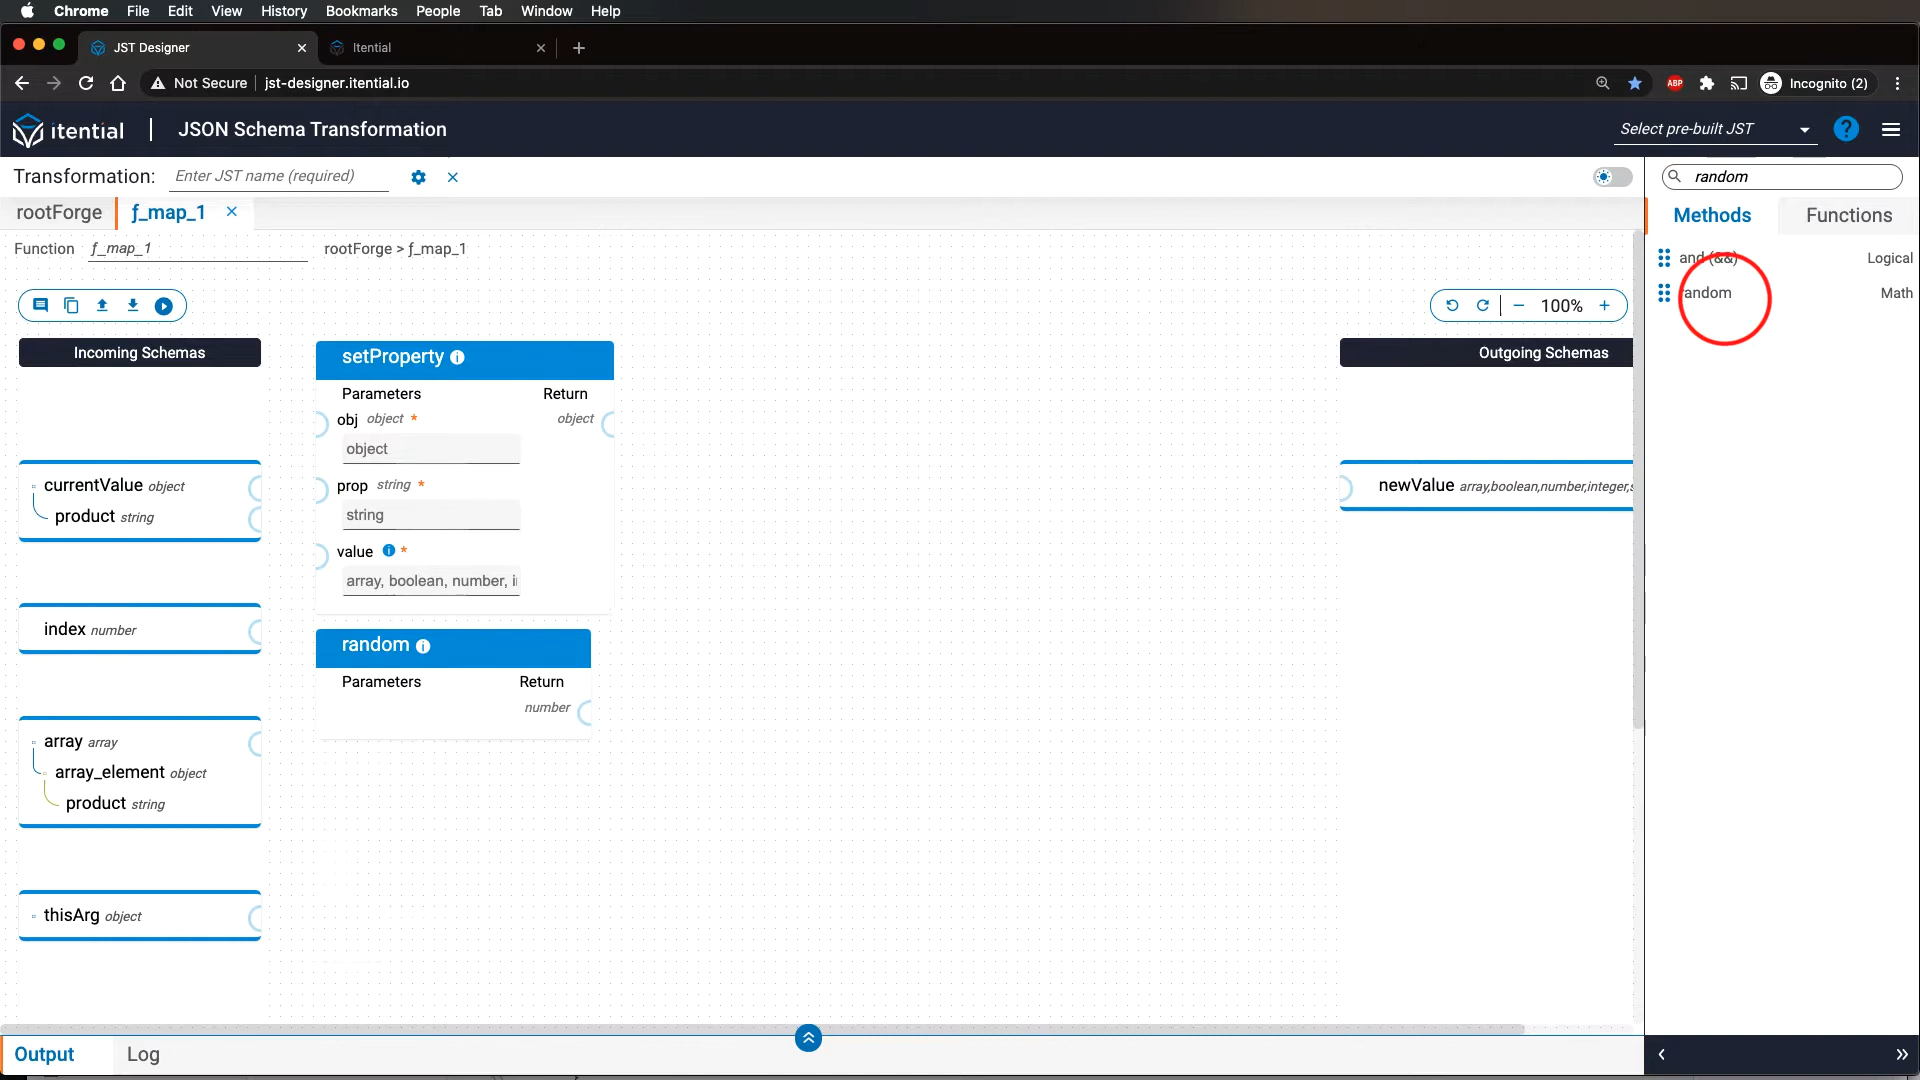 Chrome File Edit View History Bookmarks People Tab Window Help
JST Designer
Itential
Not Secure jst-designer.itential.io
ABP
Incognito (2)
itential | JSON Schema Transformation
Select pre-built JST
?
Transformation: Enter JST name (required)
random
rootForge
ƒ_map_1
Methods
Functions
Function ƒ_map_1
rootForge > ƒ_map_1
and (&&) Logical
random Math
100%
Incoming Schemas
Outgoing Schemas
setProperty
Parameters Return
obj object * object
object
prop string *
string
value *
array, boolean, number, i
currentValue object
product string
newValue array,boolean,number,integer,s
index number
random
Parameters Return
number
array array
array_element object
product string
thisArg object
Output
Log